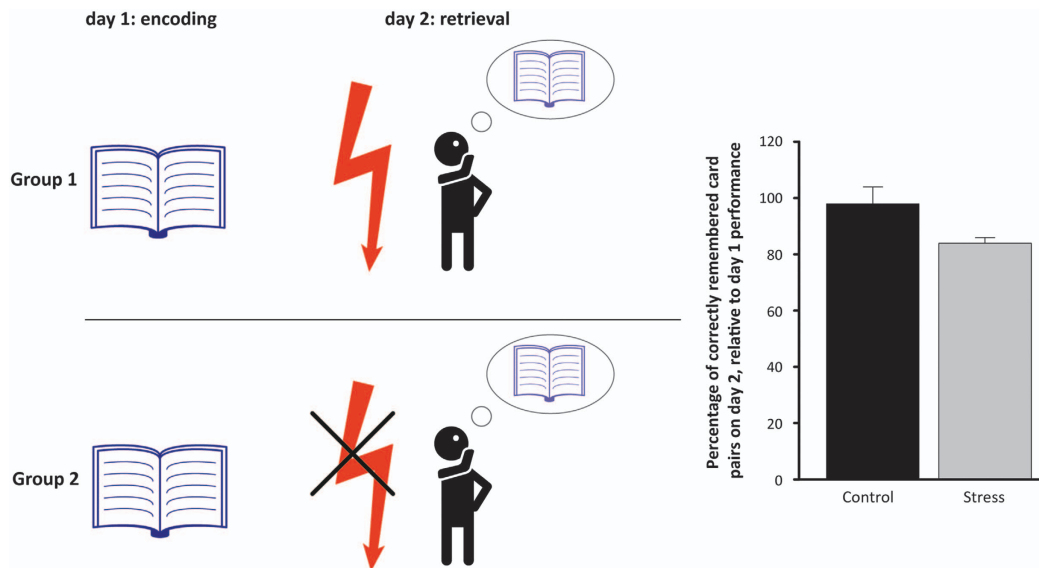 day 1: encoding
day 2: retrieval
Group 1
Group 2
Percentage of correctly remembered card
pairs on day 2, relative to day 1 performance
120
100
80
60
40
20
0
Control
Stress